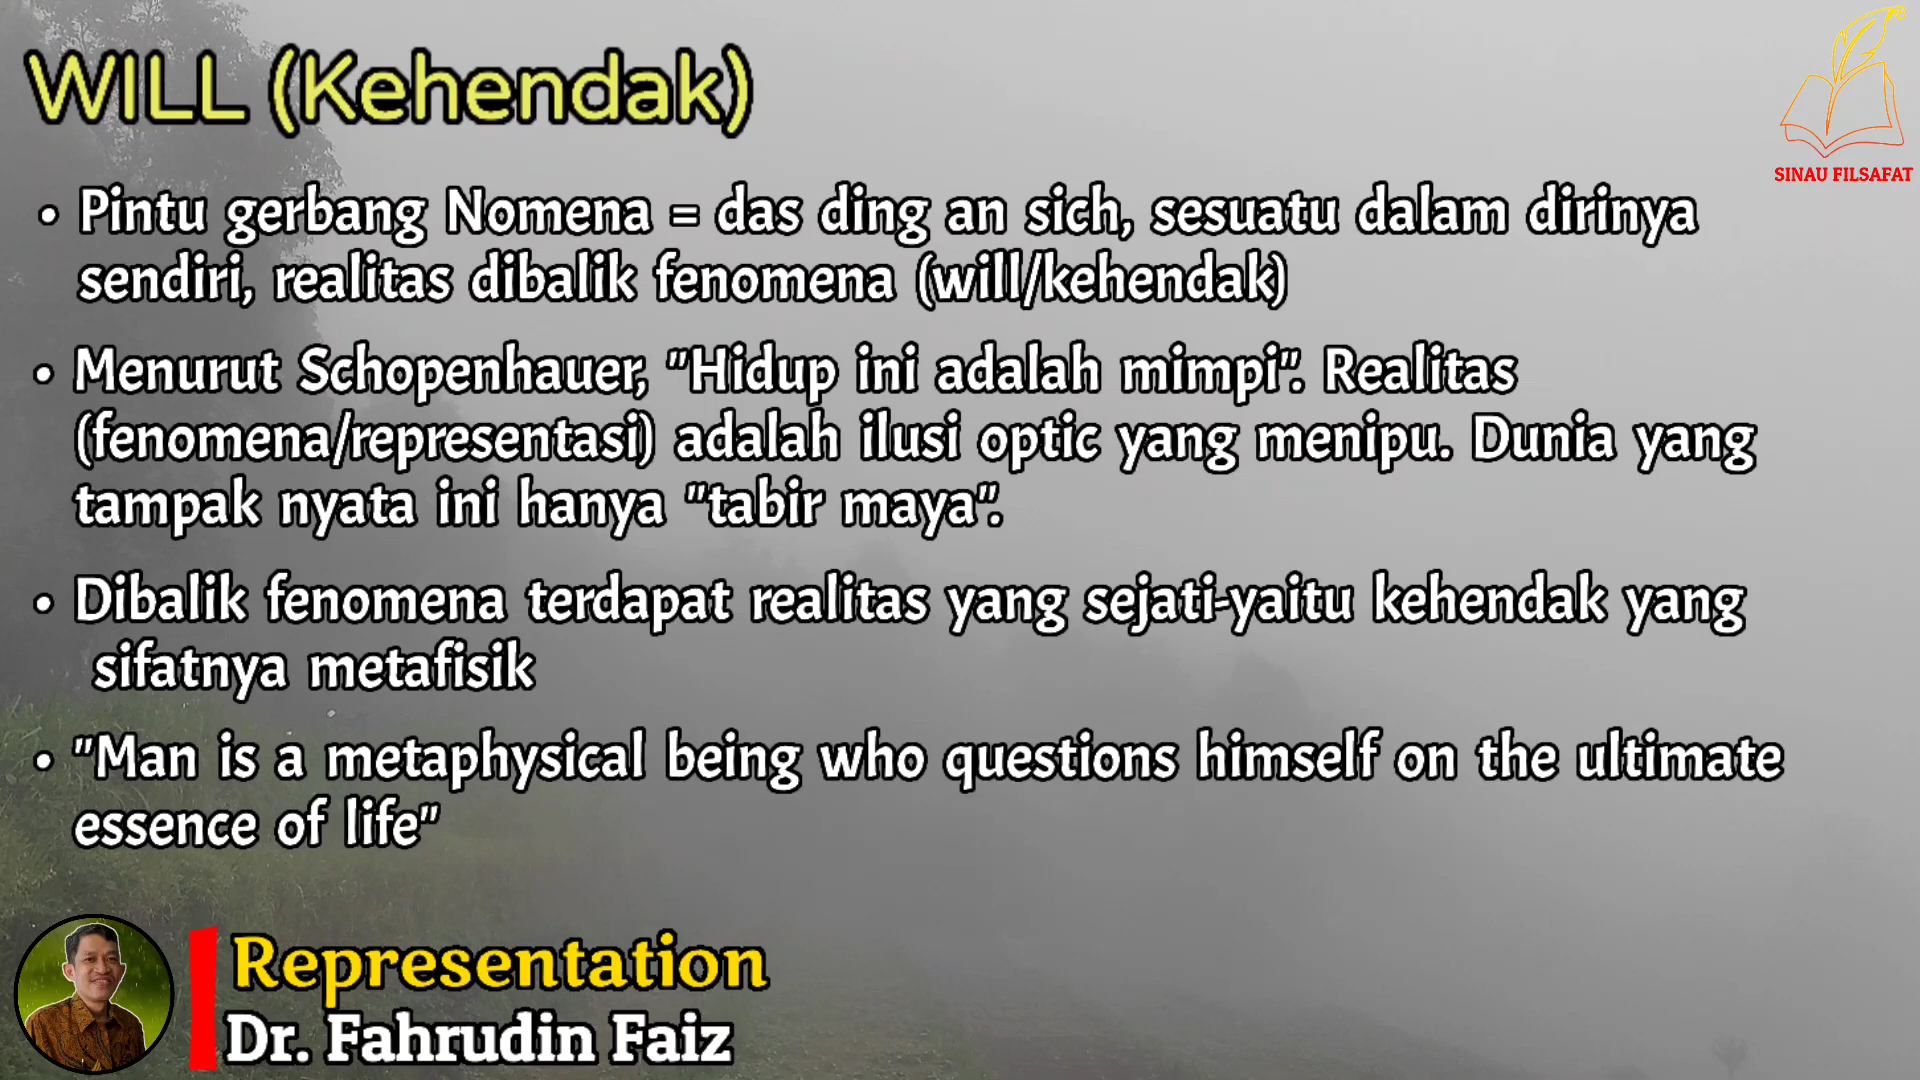 WILL (Kehendak)
SINAU FILSAFAT
• Pintu gerbang Nomena = das ding an sich, sesuatu dalam dirinya
sendiri, realitas dibalik fenomena (will/kehendak)
• Menurut Schopenhauer, "Hidup ini adalah mimpi". Realitas
(fenomena/representasi) adalah ilusi optic yang menipu. Dunia yang
tampak nyata ini hanya "tabir maya".
• Dibalik fenomena terdapat realitas yang sejati-yaitu kehendak yang
sifatnya metafisik
• "Man is a metaphysical being who questions himself on the ultimate
essence of life"
Representation
Dr. Fahrudin Faiz